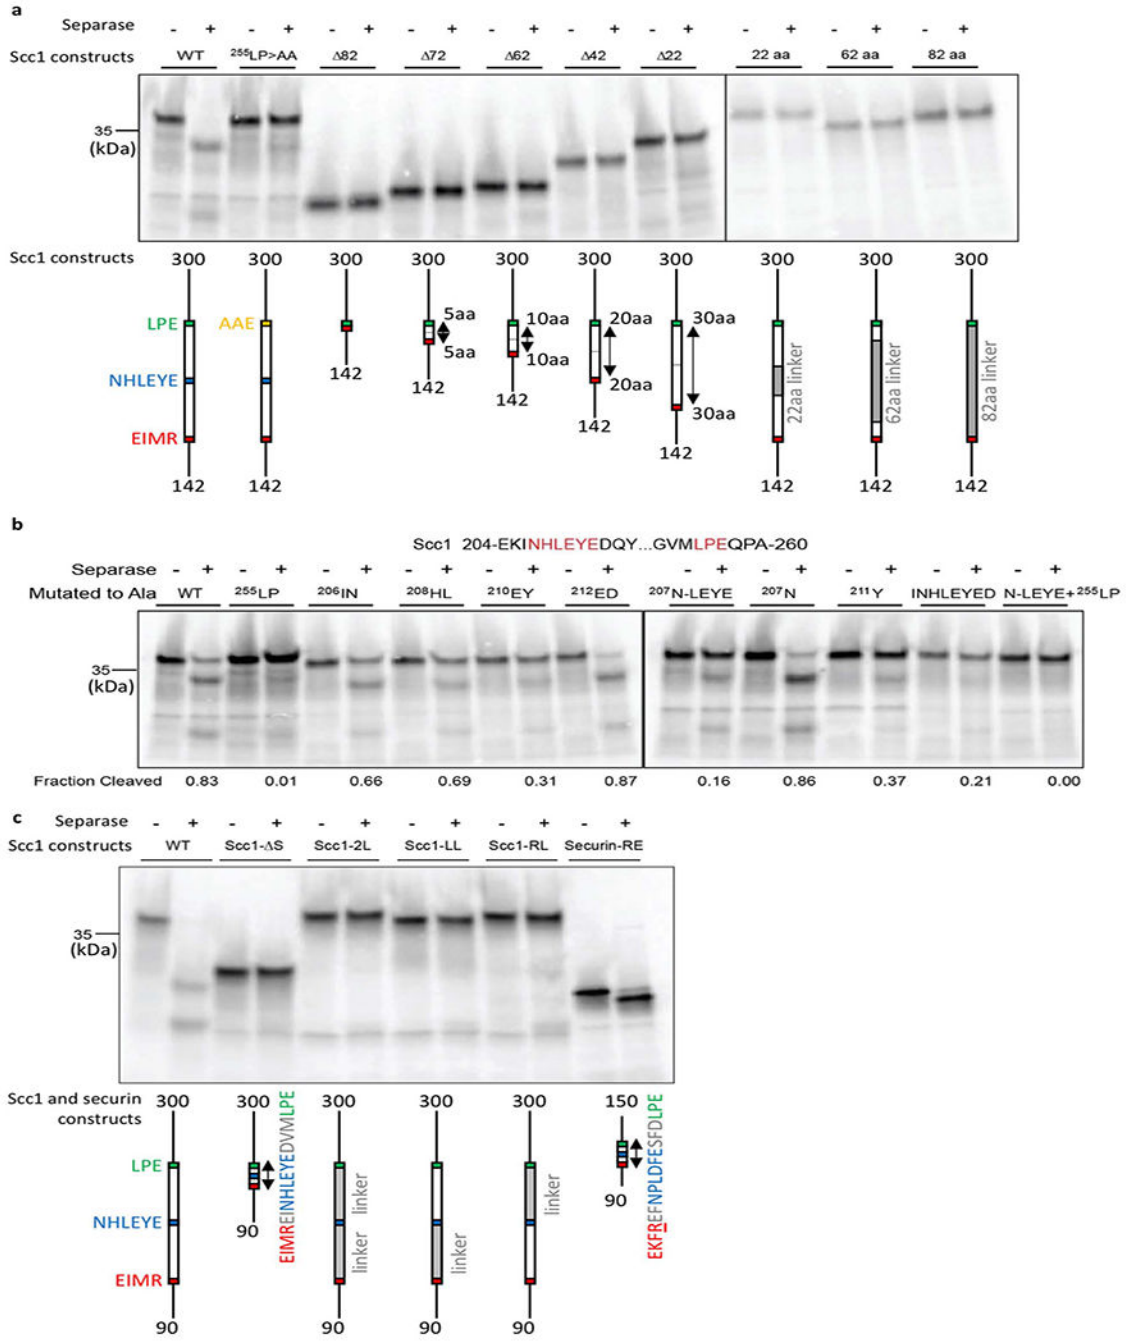 a
Separase - + - + - + - + - + - + - + - + - + - +
Scc1 constructs WT ²⁵⁵LP>AA Δ82 Δ72 Δ62 Δ42 Δ22 22 aa 62 aa 82 aa
35
(kDa)
Scc1 constructs 300 300 300 300 300 300 300 300 300 300
LPE AAE 5aa 10aa 20aa 30aa
5aa 10aa 20aa 30aa
NHLEYE 142 142 142 142 142 22aa linker 62aa linker 82aa linker
EIMR
142 142 142 142 142
b
Scc1 204-EKINHLEYEDQY...GVMLPEQPA-260
Separase - + - + - + - + - + - + - + - + - + - + - +
Mutated to Ala WT ²⁵⁵LP ²⁰⁶IN ²⁰⁸HL ²¹⁰EY ²¹²ED ²⁰⁷N-LEYE ²⁰⁷N ²¹¹Y INHLEYED N-LEYE+²⁵⁵LP
35
(kDa)
Fraction Cleaved 0.83 0.01 0.66 0.69 0.31 0.87 0.16 0.86 0.37 0.21 0.00
c
Separase - + - + - + - + - + - +
Scc1 constructs WT Scc1-ΔS Scc1-2L Scc1-LL Scc1-RL Securin-RE
35
(kDa)
Scc1 and securin constructs 300 300 300 300 300 150
LPE EIMREINHLEYEDVMLPE linker linker EKFRIEFNPLDFESFDLPE
NHLEYE 90 90
EIMR linker linker
90 90 90 90